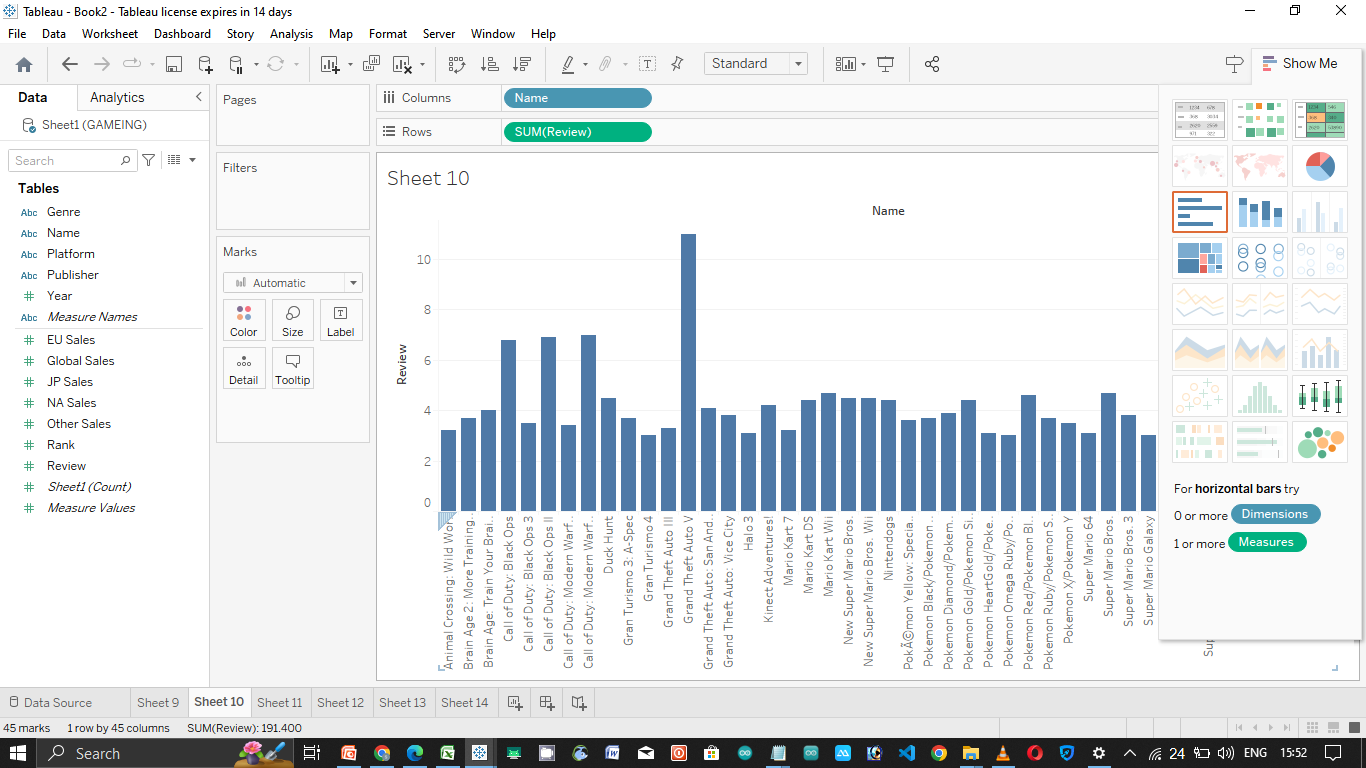 Tableau - Book2 - Tableau license expires in 14 days
File Data Worksheet Dashboard Story Analysis Map Format Server Window Help
Standard
Show Me
Data Analytics
Sheet1 (GAMEING)
Search
Tables
Abc Genre
Abc Name
Abc Platform
Abc Publisher
# Year
Abc Measure Names
# EU Sales
# Global Sales
# JP Sales
# NA Sales
# Other Sales
# Rank
# Review
# Sheet1 (Count)
# Measure Values
Pages
Filters
Marks
Automatic
Color Size Label
Detail Tooltip
Columns Name
Rows SUM(Review)
Sheet 10
Name
Review
10
8
6
4
2
0
Animal Crossing: Wild Worl..
Brain Age 2: More Training..
Brain Age: Train Your Brai..
Call of Duty: Black Ops
Call of Duty: Black Ops 3
Call of Duty: Black Ops II
Call of Duty: Modern Warf..
Call of Duty: Modern Warf..
Duck Hunt
Gran Turismo 3: A-Spec
Gran Turismo 4
Grand Theft Auto III
Grand Theft Auto V
Grand Theft Auto: San And..
Grand Theft Auto: Vice City
Halo 3
Kinect Adventures!
Mario Kart 7
Mario Kart DS
Mario Kart Wii
New Super Mario Bros.
New Super Mario Bros. Wii
Nintendogs
PokÃ©mon Yellow: Specia..
Pokemon Black/Pokemon ..
Pokemon Diamond/Pokem..
Pokemon Gold/Pokemon Si..
Pokemon HeartGold/Poke..
Pokemon Omega Ruby/Po..
Pokemon Red/Pokemon Bl..
Pokemon Ruby/Pokemon S..
Pokemon X/Pokemon Y
Super Mario 64
Super Mario Bros.
Super Mario Bros. 3
Super Mario Galaxy
Sup
For horizontal bars try
0 or more Dimensions
1 or more Measures
Data Source Sheet 9 Sheet 10 Sheet 11 Sheet 12 Sheet 13 Sheet 14
45 marks 1 row by 45 columns SUM(Review): 191.400
Search
24 ENG 15:52